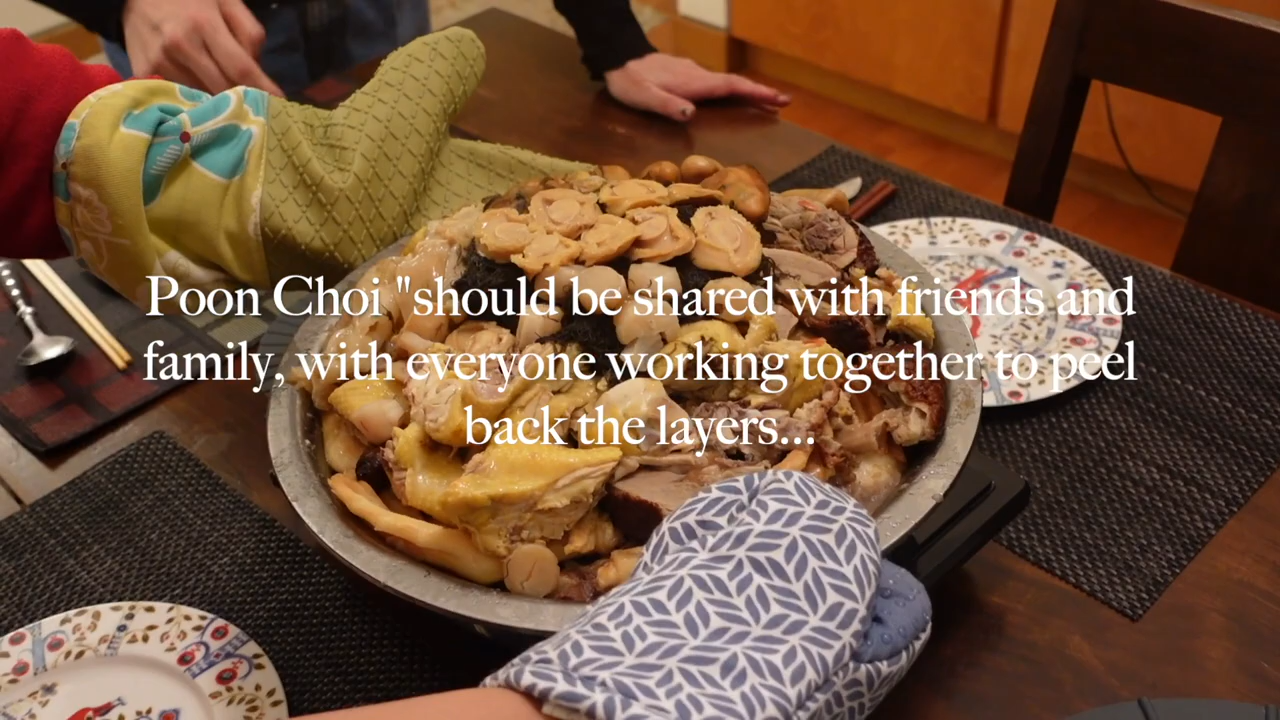 Poon Choi "should be shared with friends and
family, with everyone working together to peel
back the layers...